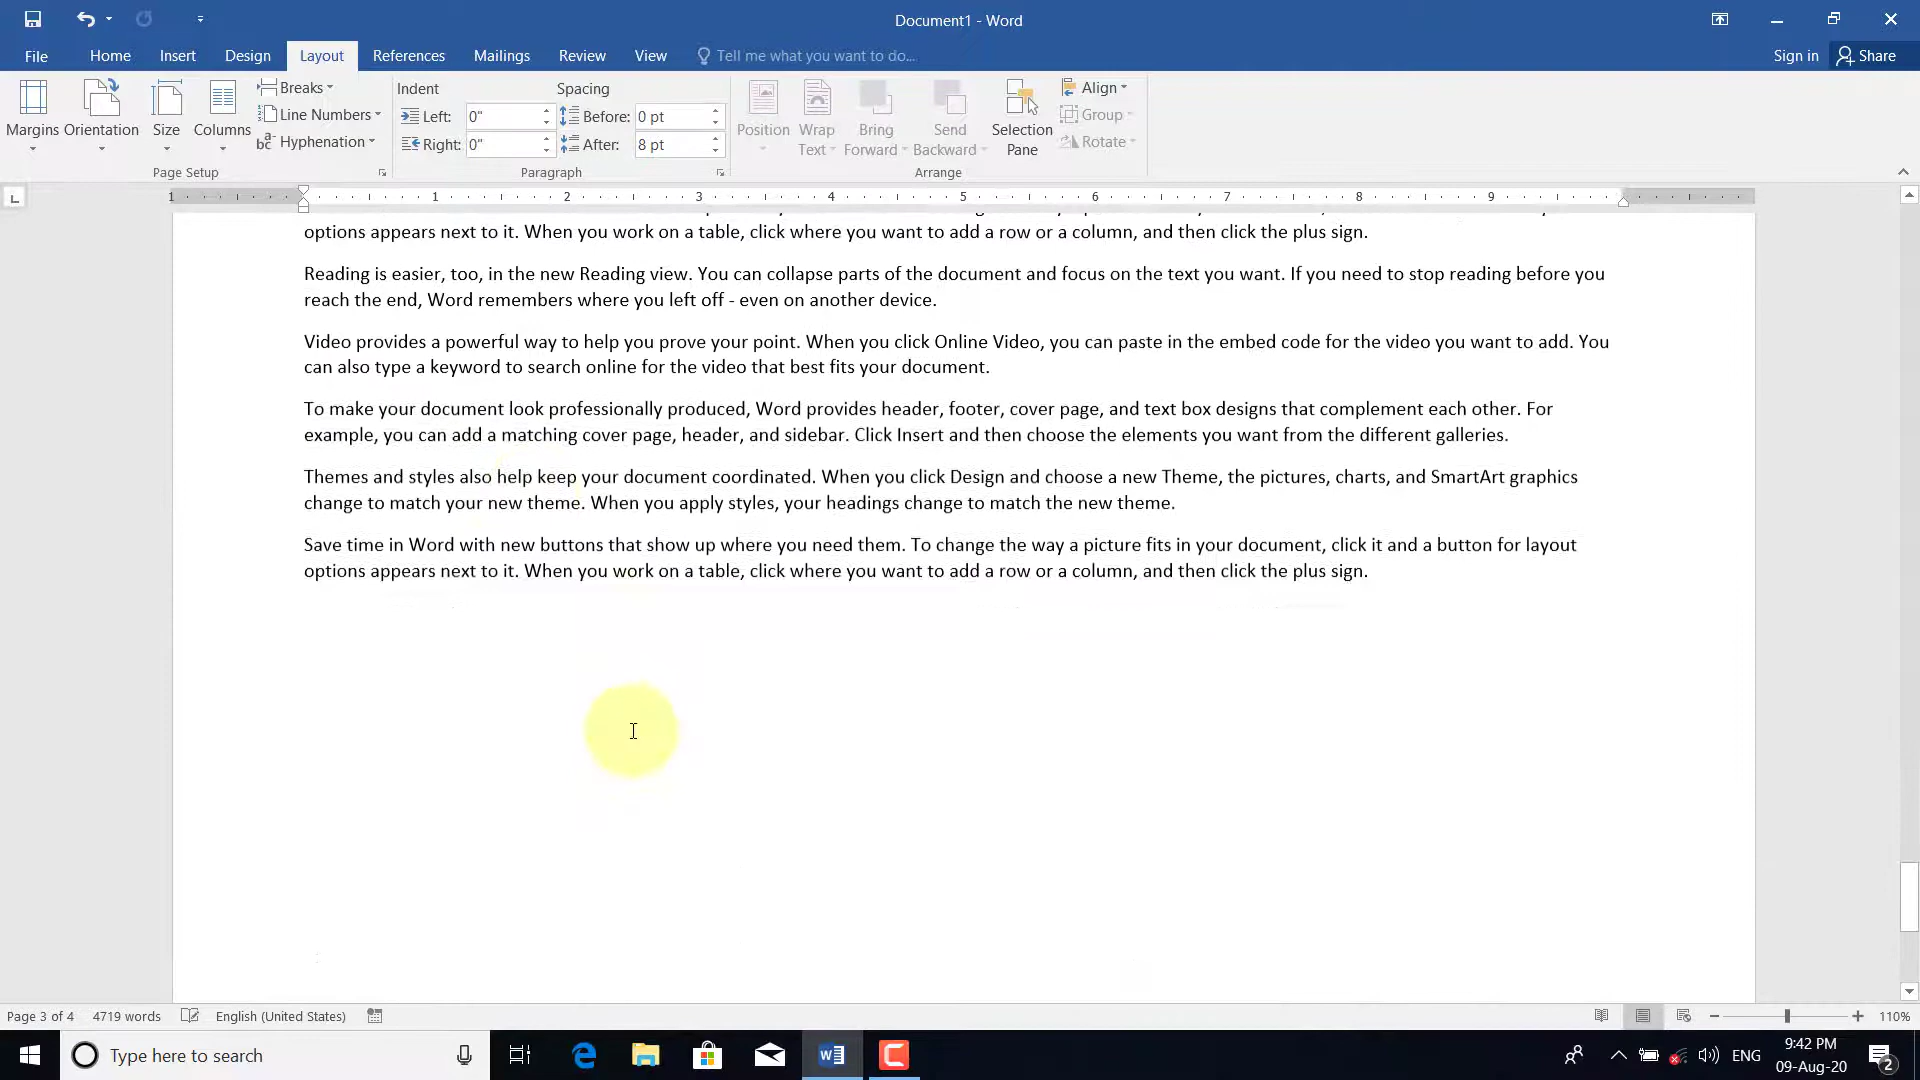 Document1 - Word
File Home Insert Design Layout References Mailings Review View Tell me what you want to do... Sign in Share
Margins Orientation Size Columns
Breaks
Line Numbers
Hyphenation
Page Setup
Indent
Left: 0"
Right: 0"
Spacing
Before: 0 pt
After: 8 pt
Paragraph
Position
Wrap Text
Bring Forward
Send Backward
Selection Pane
Align
Group
Rotate
Arrange
1 1 2 3 4 5 6 7 8 9
options appears next to it. When you work on a table, click where you want to add a row or a column, and then click the plus sign.
Reading is easier, too, in the new Reading view. You can collapse parts of the document and focus on the text you want. If you need to stop reading before you
reach the end, Word remembers where you left off - even on another device.
Video provides a powerful way to help you prove your point. When you click Online Video, you can paste in the embed code for the video you want to add. You
can also type a keyword to search online for the video that best fits your document.
To make your document look professionally produced, Word provides header, footer, cover page, and text box designs that complement each other. For
example, you can add a matching cover page, header, and sidebar. Click Insert and then choose the elements you want from the different galleries.
Themes and styles also help keep your document coordinated. When you click Design and choose a new Theme, the pictures, charts, and SmartArt graphics
change to match your new theme. When you apply styles, your headings change to match the new theme.
Save time in Word with new buttons that show up where you need them. To change the way a picture fits in your document, click it and a button for layout
options appears next to it. When you work on a table, click where you want to add a row or a column, and then click the plus sign.
Page 3 of 4 4719 words English (United States) 110%
Type here to search
ENG
9:42 PM
09-Aug-20
2